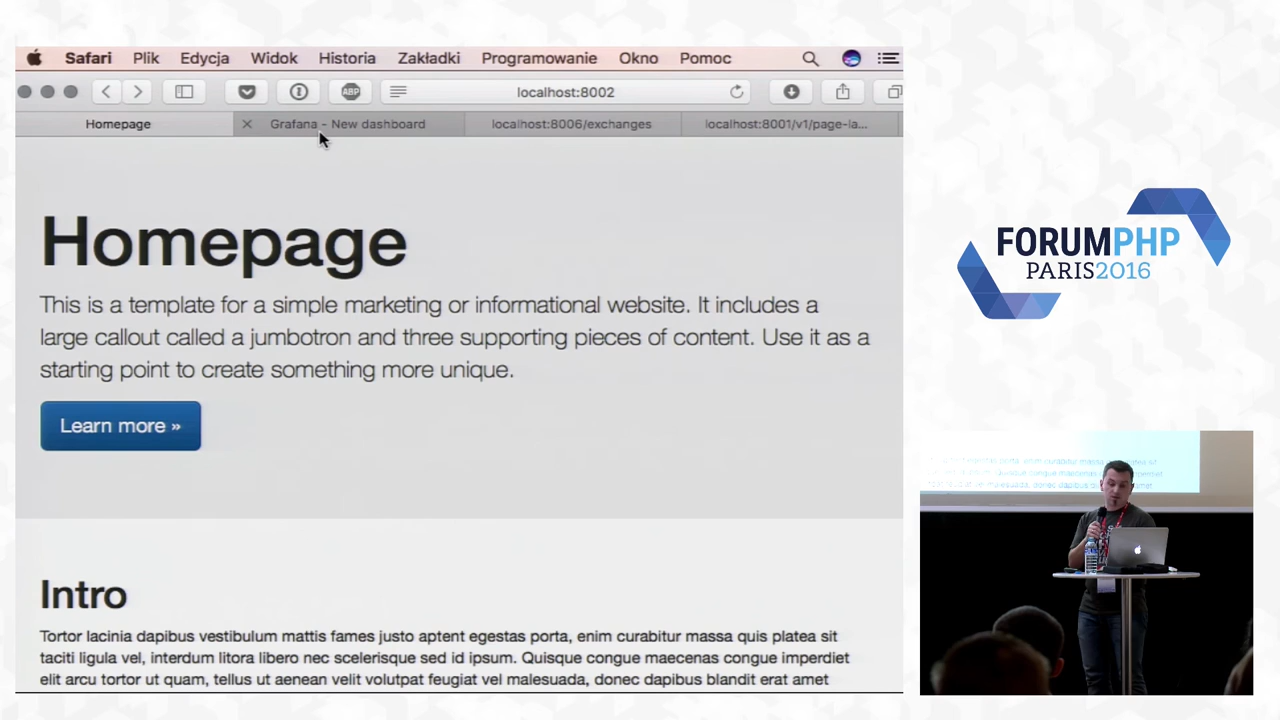 Safari Plik Edycja Widok Historia Zakładki Programowanie Okno Pomoc
ABP localhost:8002
Homepage Grafana - New dashboard localhost:8006/exchanges localhost:8001/v1/page-la...
Homepage
This is a template for a simple marketing or informational website. It includes a
large callout called a jumbotron and three supporting pieces of content. Use it as a
starting point to create something more unique.
Learn more »
Intro
Tortor lacinia dapibus vestibulum mattis fames justo aptent egestas porta, enim curabitur massa quis platea sit
taciti ligula vel, interdum litora libero nec scelerisque sed id ipsum. Quisque congue maecenas congue imperdiet
elit arcu tortor ut quam, tellus ut aenean velit volutpat feugiat vel malesuada, donec dapibus blandit erat amet
FORUMPHP
PARIS2016